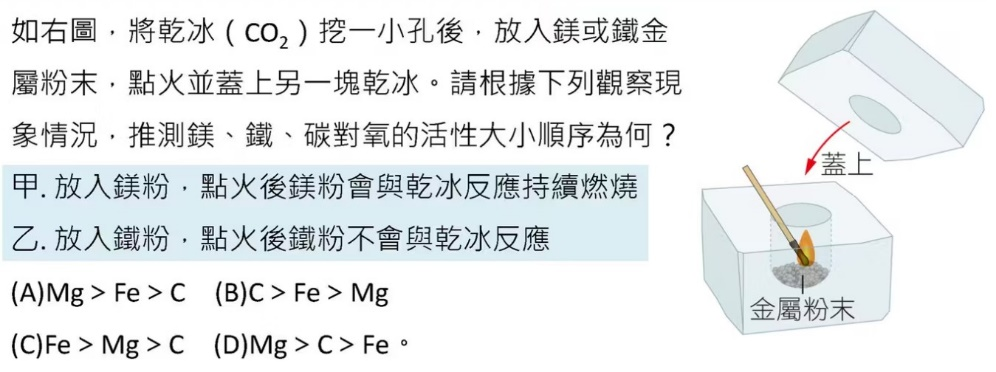 如右圖，將乾冰（CO₂）挖一小孔後，放入鎂或鐵金
屬粉末，點火並蓋上另一塊乾冰。請根據下列觀察現
象情況，推測鎂、鐵、碳對氧的活性大小順序為何？
甲. 放入鎂粉，點火後鎂粉會與乾冰反應持續燃燒
乙. 放入鐵粉，點火後鐵粉不會與乾冰反應
(A)Mg > Fe > C (B)C > Fe > Mg
(C)Fe > Mg > C (D)Mg > C > Fe。
蓋上
金屬粉末